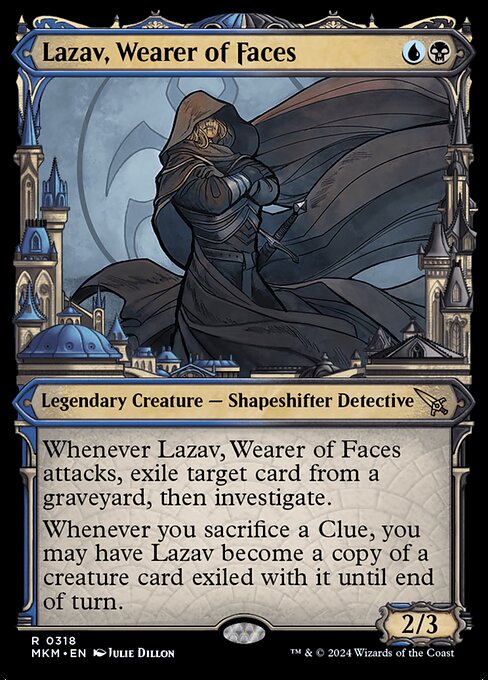 Lazav, Wearer of Faces
Legendary Creature — Shapeshifter Detective
Whenever Lazav, Wearer of Faces
attacks, exile target card from a
graveyard, then investigate.
Whenever you sacrifice a Clue, you
may have Lazav become a copy of a
creature card exiled with it until end
of turn.
2/3
R 0318
MKM • EN JULIE DILLON
™ & © 2024 Wizards of the Coast